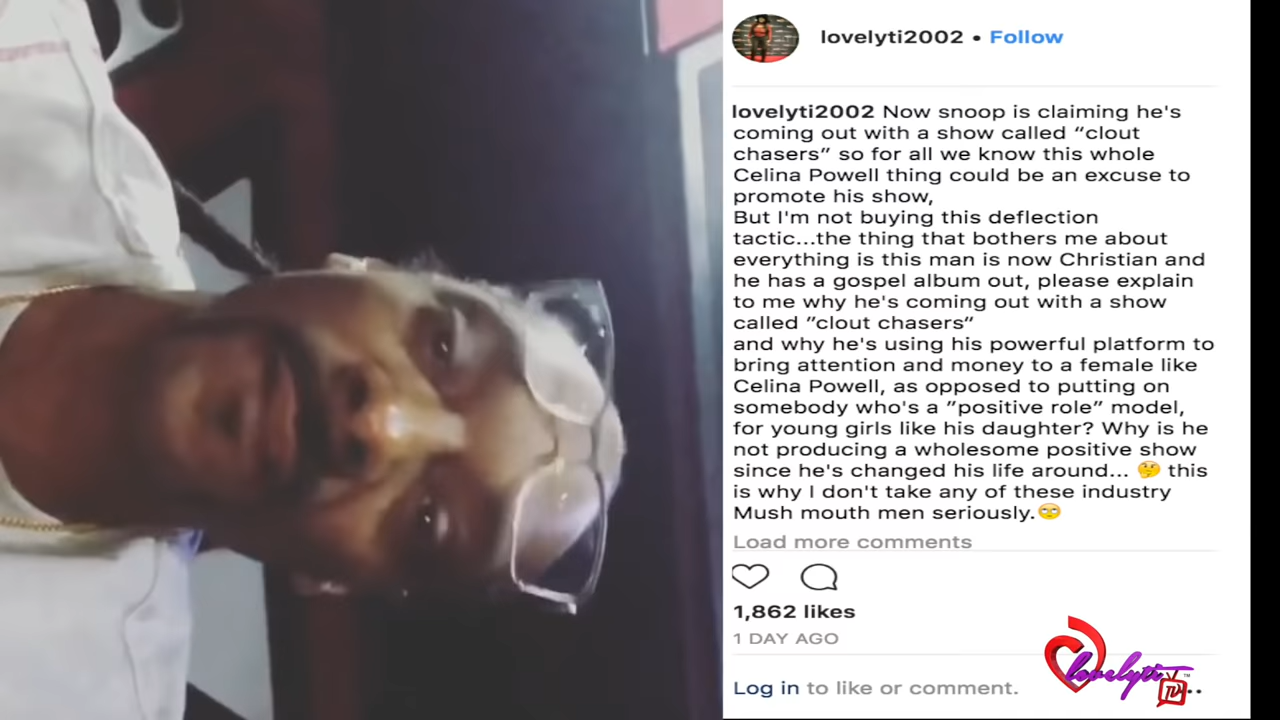 lovelyti2002 • Follow
lovelyti2002 Now snoop is claiming he's
coming out with a show called “clout
chasers” so for all we know this whole
Celina Powell thing could be an excuse to
promote his show,
But I'm not buying this deflection
tactic...the thing that bothers me about
everything is this man is now Christian and
he has a gospel album out, please explain
to me why he's coming out with a show
called ”clout chasers”
and why he's using his powerful platform to
bring attention and money to a female like
Celina Powell, as opposed to putting on
somebody who's a ”positive role” model,
for young girls like his daughter? Why is he
not producing a wholesome positive show
since he's changed his life around... 🤔 this
is why I don't take any of these industry
Mush mouth men seriously.🙄
Load more comments
1,862 likes
1 DAY AGO
Log in to like or comment.
lovelyti TV